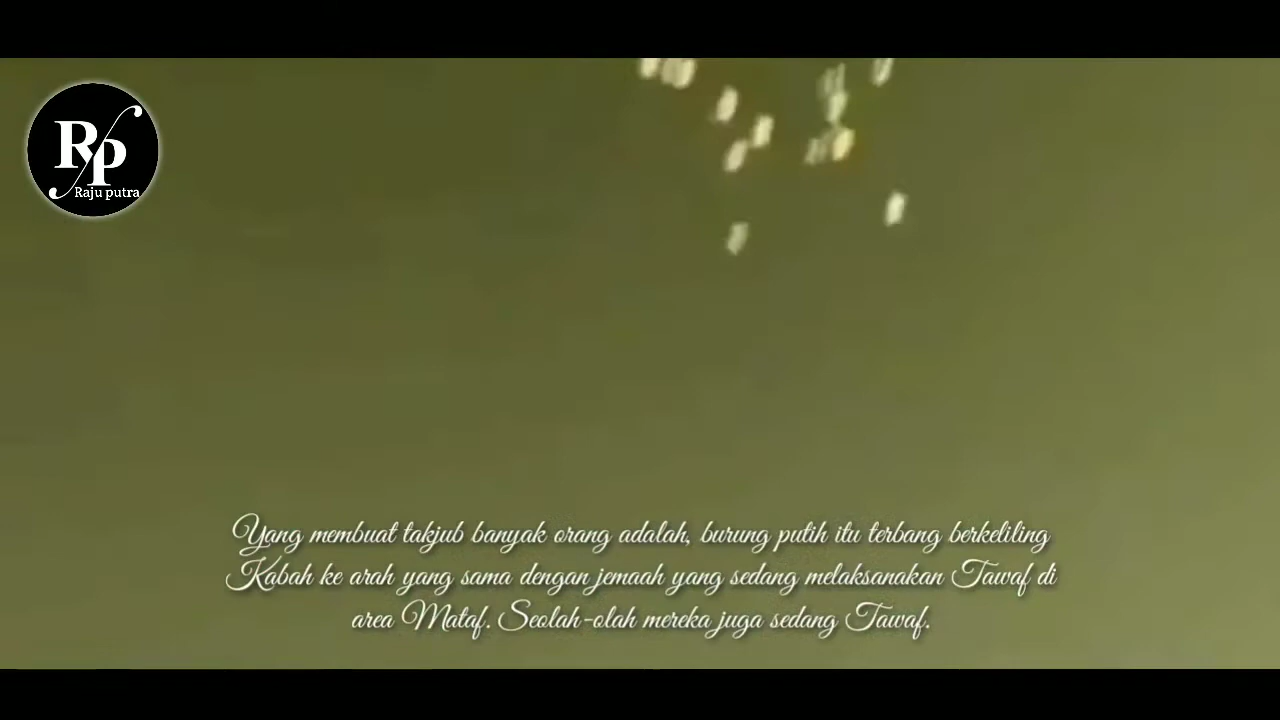 RP
Raju putra
Yang membuat takjub banyak orang adalah, burung putih itu terbang berkeliling
Kabah ke arah yang sama dengan jemaah yang sedang melaksanakan Tawaf di
area Mataf. Seolah-olah mereka juga sedang Tawaf.